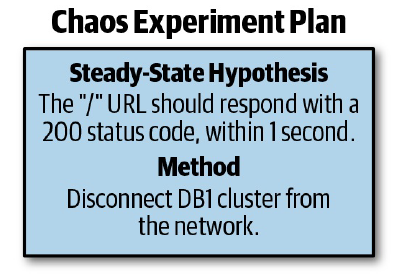 Chaos Experiment Plan
Steady-State Hypothesis
The "/" URL should respond with a
200 status code, within 1 second.
Method
Disconnect DB1 cluster from
the network.